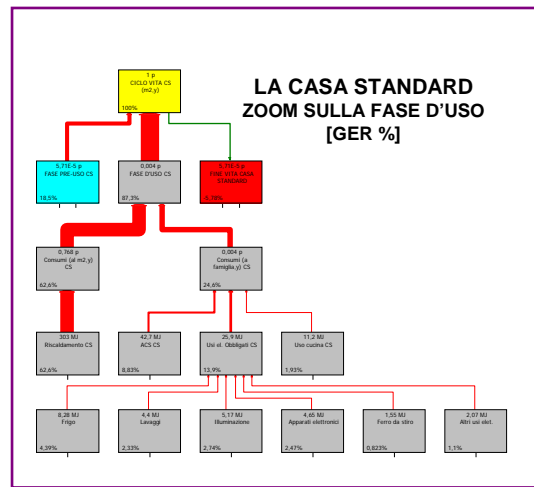 LA CASA STANDARD
ZOOM SULLA FASE D'USO
[GER %]
1 p
CICLO VITA CS
(m2,y)
100%
5,71E-5 p
FASE PRE-USO CS
18,5%
0,004 p
FASE D'USO CS
87,3%
FINE VITA CASA
STANDARD
0,768 p
Consumi (al m2,y)
CS
62,6%
0,004 p
Consumi (a
famiglia,y) CS
24,6%
303 MJ
Riscaldamento CS
62,6%
42,7 MJ
ACS CS
8,83%
25,9 MJ
Usi el. Obbligati CS
13,9%
11,2 MJ
Uso cucina CS
1,93%
8,28 MJ
Frigo
4,39%
4,4 MJ
Lavaggi
2,33%
5,17 MJ
Illuminazione
2,74%
4,65 MJ
Apparati elettronici
2,47%
1,55 MJ
Ferro da stiro
0,823%
2,07 MJ
Altri usi elet.
1,1%